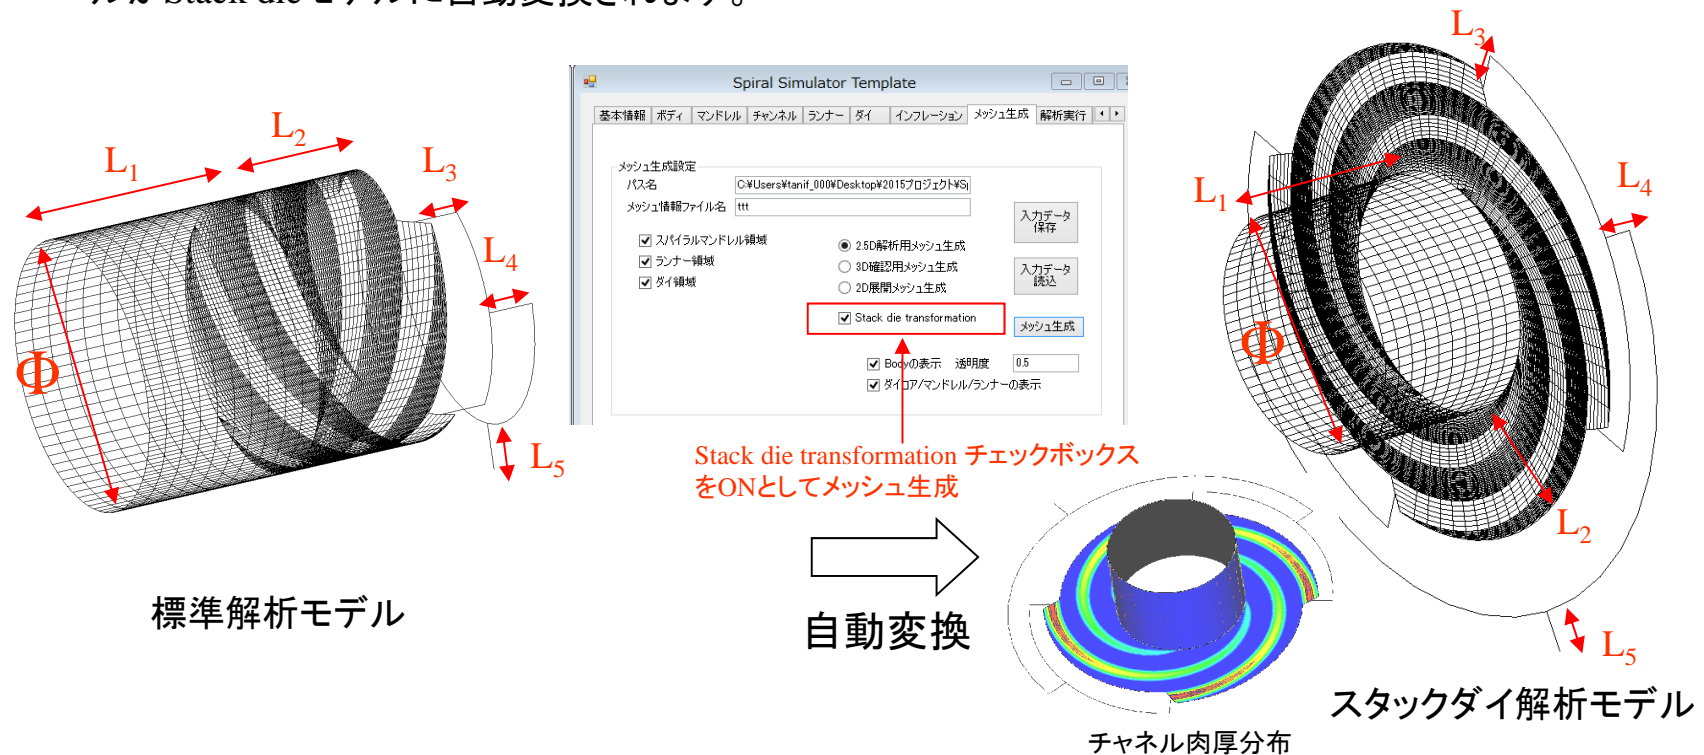 ルが Stack die モデルに自動変換されます。
L1
L2
L3
L4
L5
Φ
標準解析モデル
Spiral Simulator Template
基本情報 ボディ マンドレル チャンネル ランナー ダイ インフレーション メッシュ生成 解析実行
メッシュ生成設定
パス名 C:¥Users¥tanif_000¥Desktop¥2015プロジェクト¥S
メッシュ情報ファイル名 ttt
スパイラルマンドレル領域
ランナー領域
ダイ領域
2.5D解析用メッシュ生成
3D確認用メッシュ生成
2D展開メッシュ生成
Stack die transformation
入力データ
保存
入力データ
読込
メッシュ生成
Bodyの表示 透明度 0.5
ダイコア/マンドレル/ランナーの表示
Stack die transformation チェックボックス
をONとしてメッシュ生成
自動変換
チャネル肉厚分布
L3
L4
L1
Φ
L2
L5
スタックダイ解析モデル